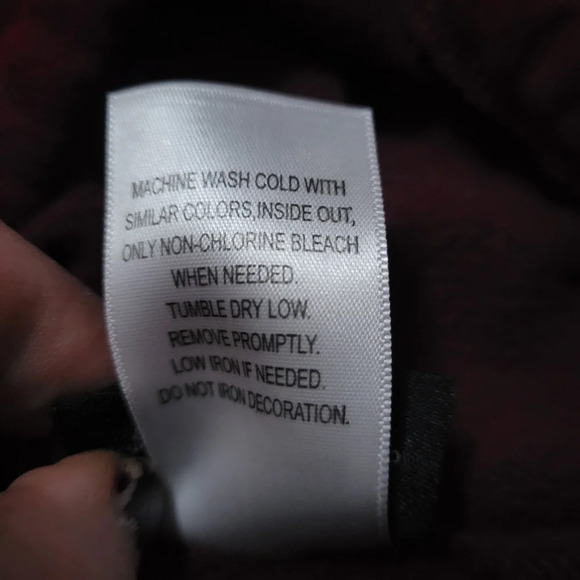 MACHINE WASH COLD WITH
SIMILAR COLORS,INSIDE OUT,
ONLY NON-CHLORINE BLEACH
WHEN NEEDED.
TUMBLE DRY LOW.
REMOVE PROMPTLY.
LOW IRON IF NEEDED.
DO NOT IRON DECORATION.